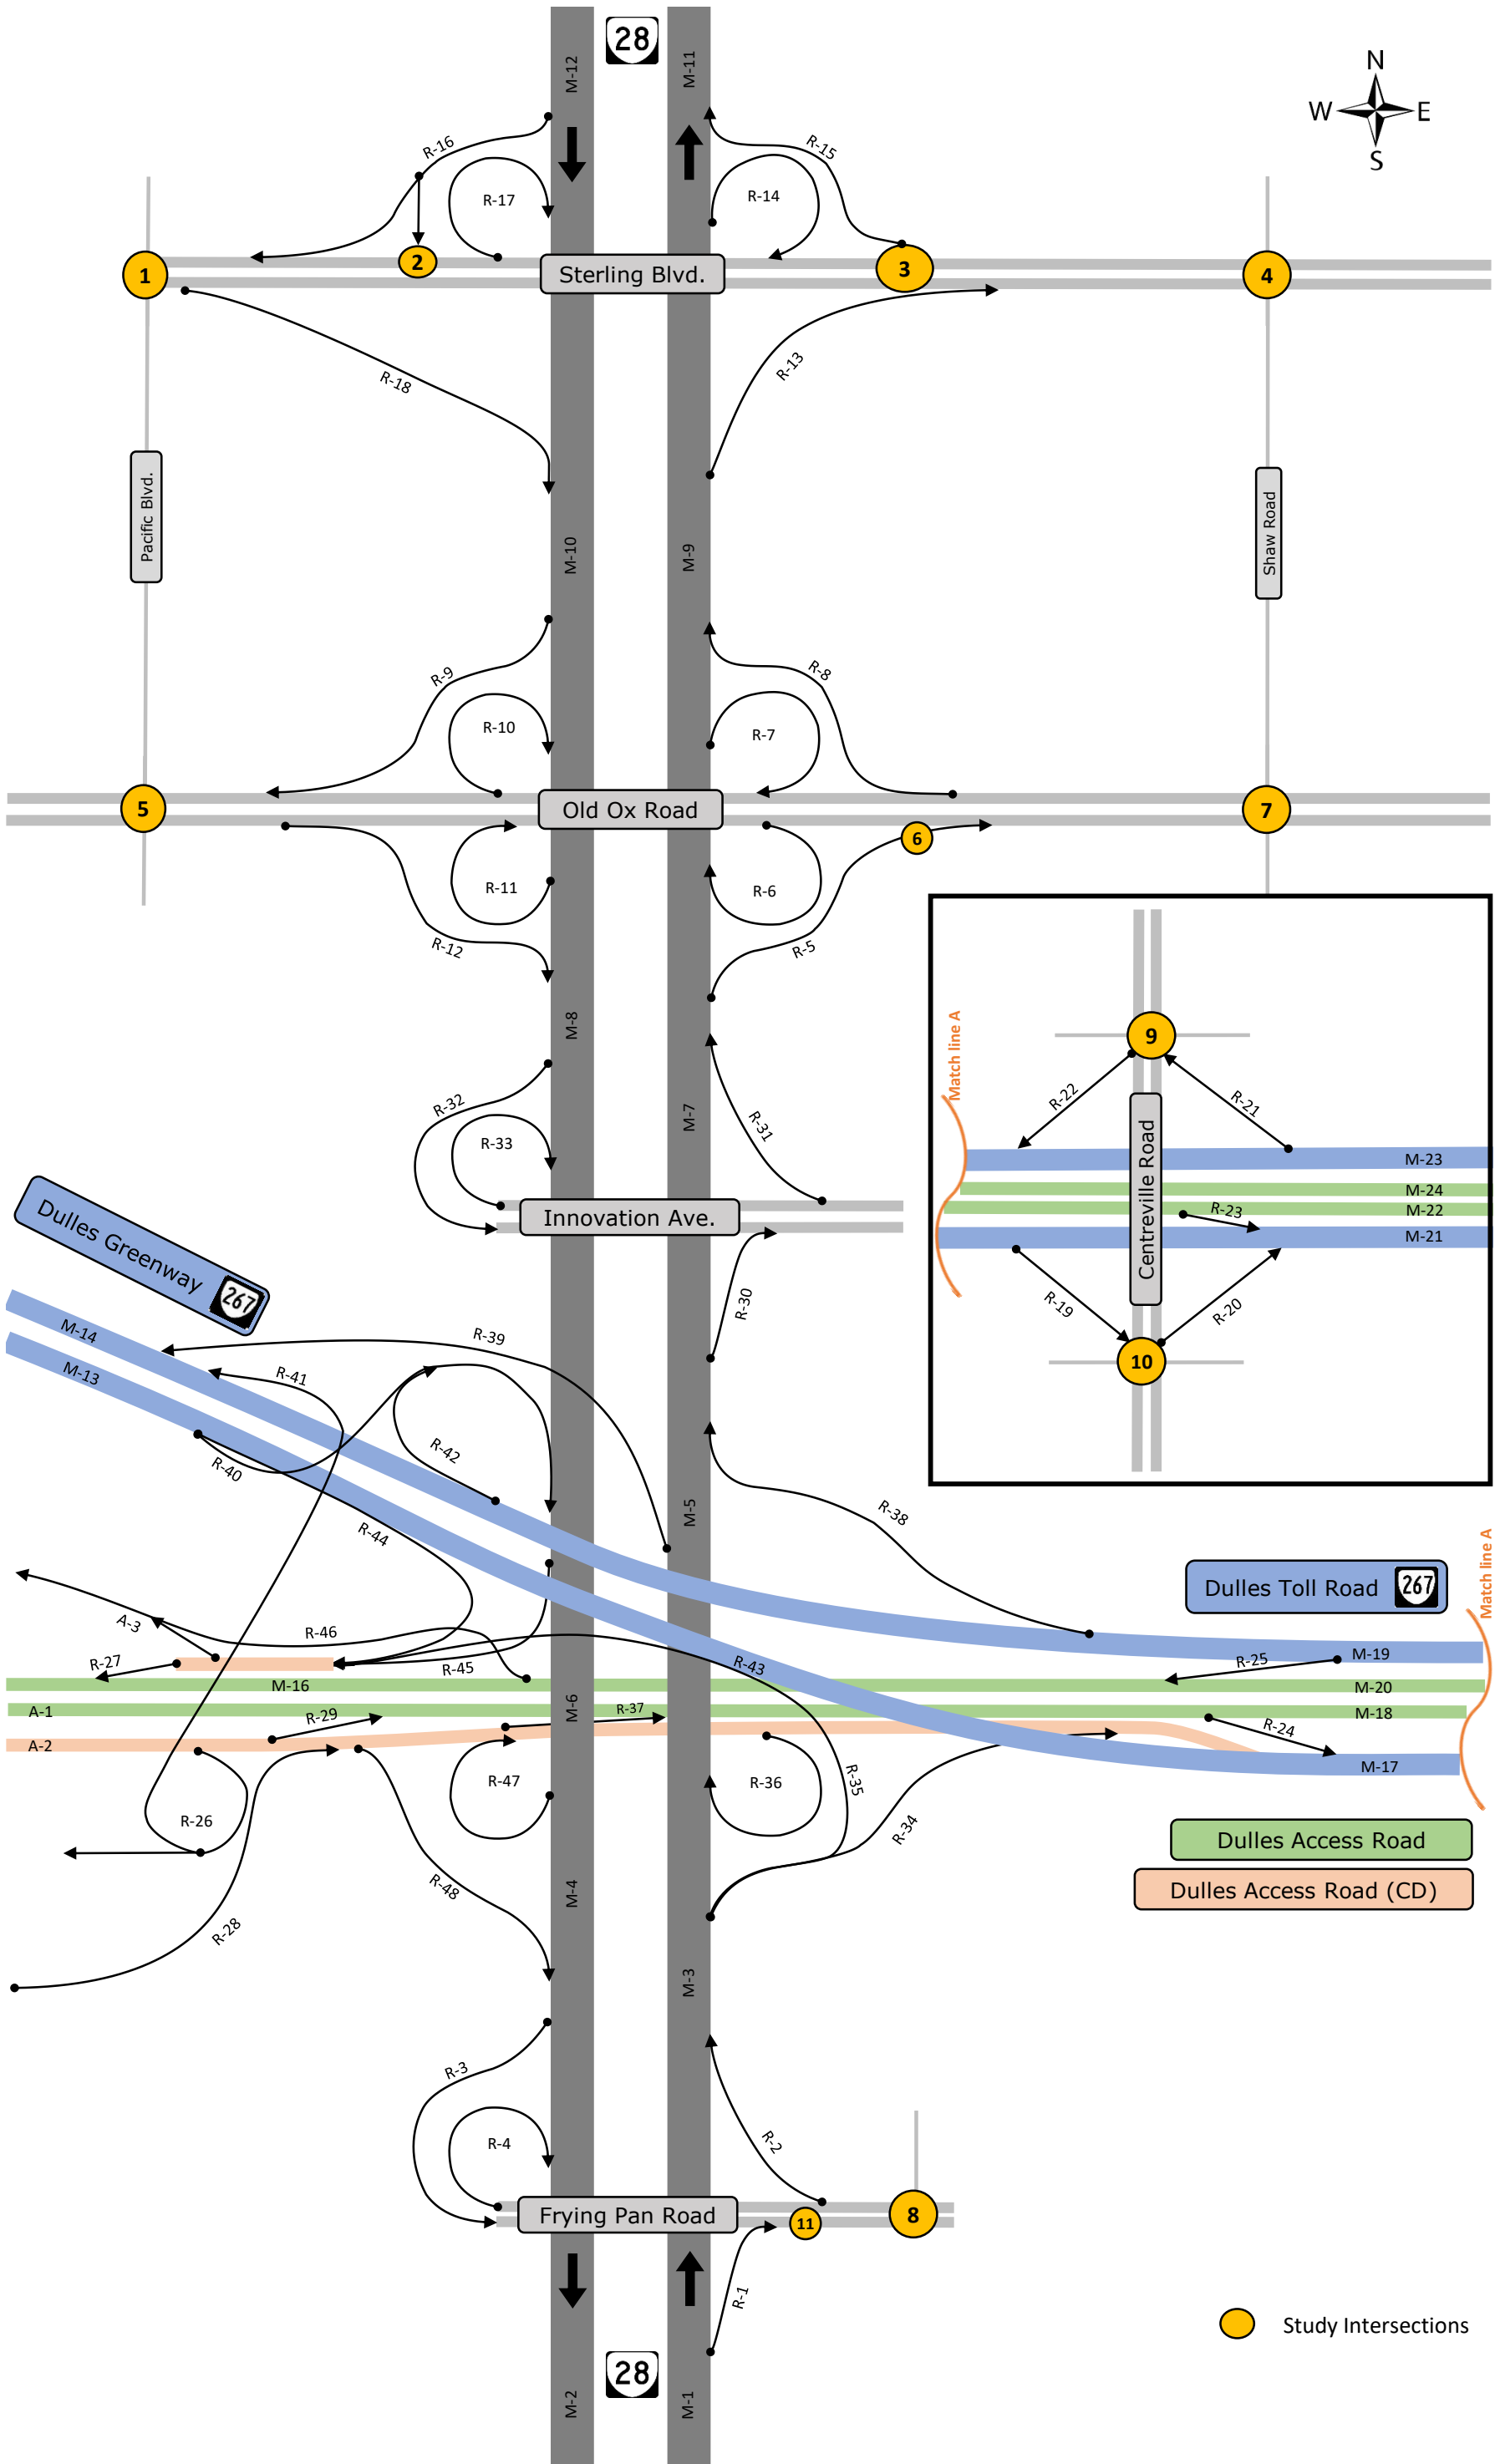 28
M-12
M-11
N
W E
S
R-16
R-15
R-17
R-14
1
2
Sterling Blvd.
3
4
R-18
R-13
Pacific Blvd.
Shaw Road
M-10
M-9
R-9
R-8
R-10
R-7
5
Old Ox Road
7
6
R-11
R-6
R-12
R-5
M-8
M-7
R-32
R-31
R-33
Innovation Ave.
Match line A
9
R-22
R-21
Centreville Road
M-23
M-24
M-22
R-23
M-21
R-19
R-20
10
Dulles Greenway 267
M-14
M-13
R-30
R-39
R-41
R-42
R-40
R-44
M-5
R-38
Match line A
Dulles Toll Road 267
A-3
R-46
R-27
R-45
R-43
M-19
R-25
M-16
M-20
M-6
R-37
A-1
R-29
M-18
R-24
A-2
M-17
R-47
R-36
R-35
R-26
R-34
Dulles Access Road
Dulles Access Road (CD)
R-48
M-4
R-28
M-3
R-3
R-2
R-4
Frying Pan Road
11
8
R-1
Study Intersections
28
M-2
M-1